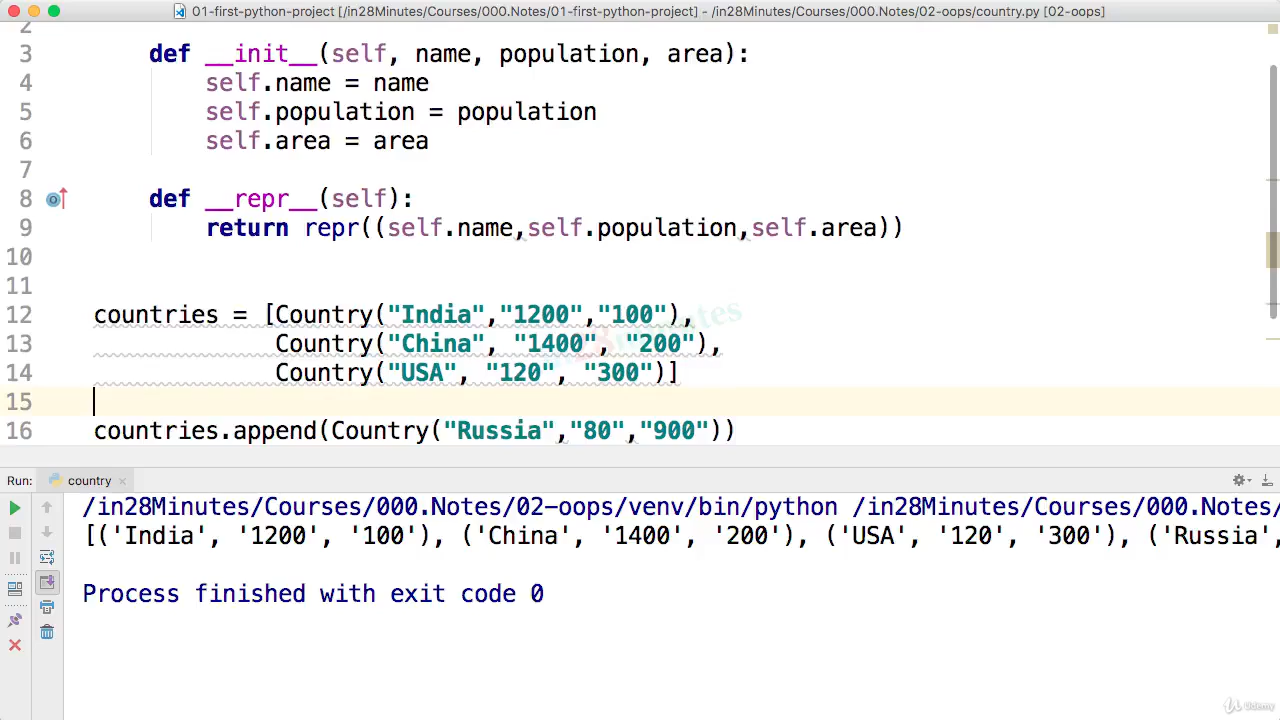 01-first-python-project [/in28Minutes/Courses/000.Notes/01-first-python-project] - /in28Minutes/Courses/000.Notes/02-oops/country.py [02-oops]
2
3 def __init__(self, name, population, area):
4 self.name = name
5 self.population = population
6 self.area = area
7
8 def __repr__(self):
9 return repr((self.name,self.population,self.area))
10
11
12 countries = [Country("India","1200","100"),
13 Country("China", "1400", "200"),
14 Country("USA", "120", "300")]
15
16 countries.append(Country("Russia","80","900"))
Run: country
/in28Minutes/Courses/000.Notes/02-oops/venv/bin/python /in28Minutes/Courses/000.Notes/
[('India', '1200', '100'), ('China', '1400', '200'), ('USA', '120', '300'), ('Russia',
Process finished with exit code 0
Udemy